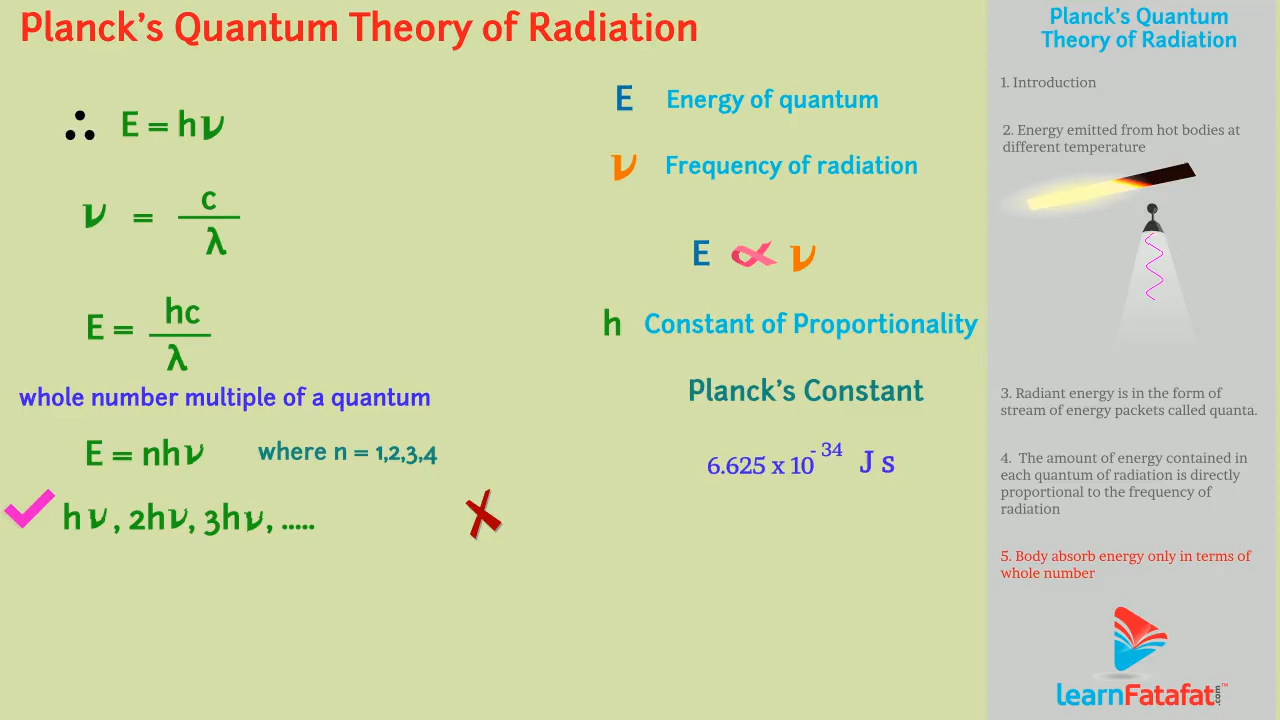 Planck's Quantum Theory of Radiation
∴ E = hν
ν = c
λ
E = hc
λ
whole number multiple of a quantum
E = nhν where n = 1,2,3,4
✓ hν, 2hν, 3hν, ..... ✗
E Energy of quantum
ν Frequency of radiation
E ∝ ν
h Constant of Proportionality
Planck's Constant
6.625 x 10⁻³⁴ J s
Planck's Quantum
Theory of Radiation
1. Introduction
2. Energy emitted from hot bodies at
different temperature
3. Radiant energy is in the form of
stream of energy packets called quanta.
4. The amount of energy contained in
each quantum of radiation is directly
proportional to the frequency of
radiation
5. Body absorb energy only in terms of
whole number
learnFatafat.com™